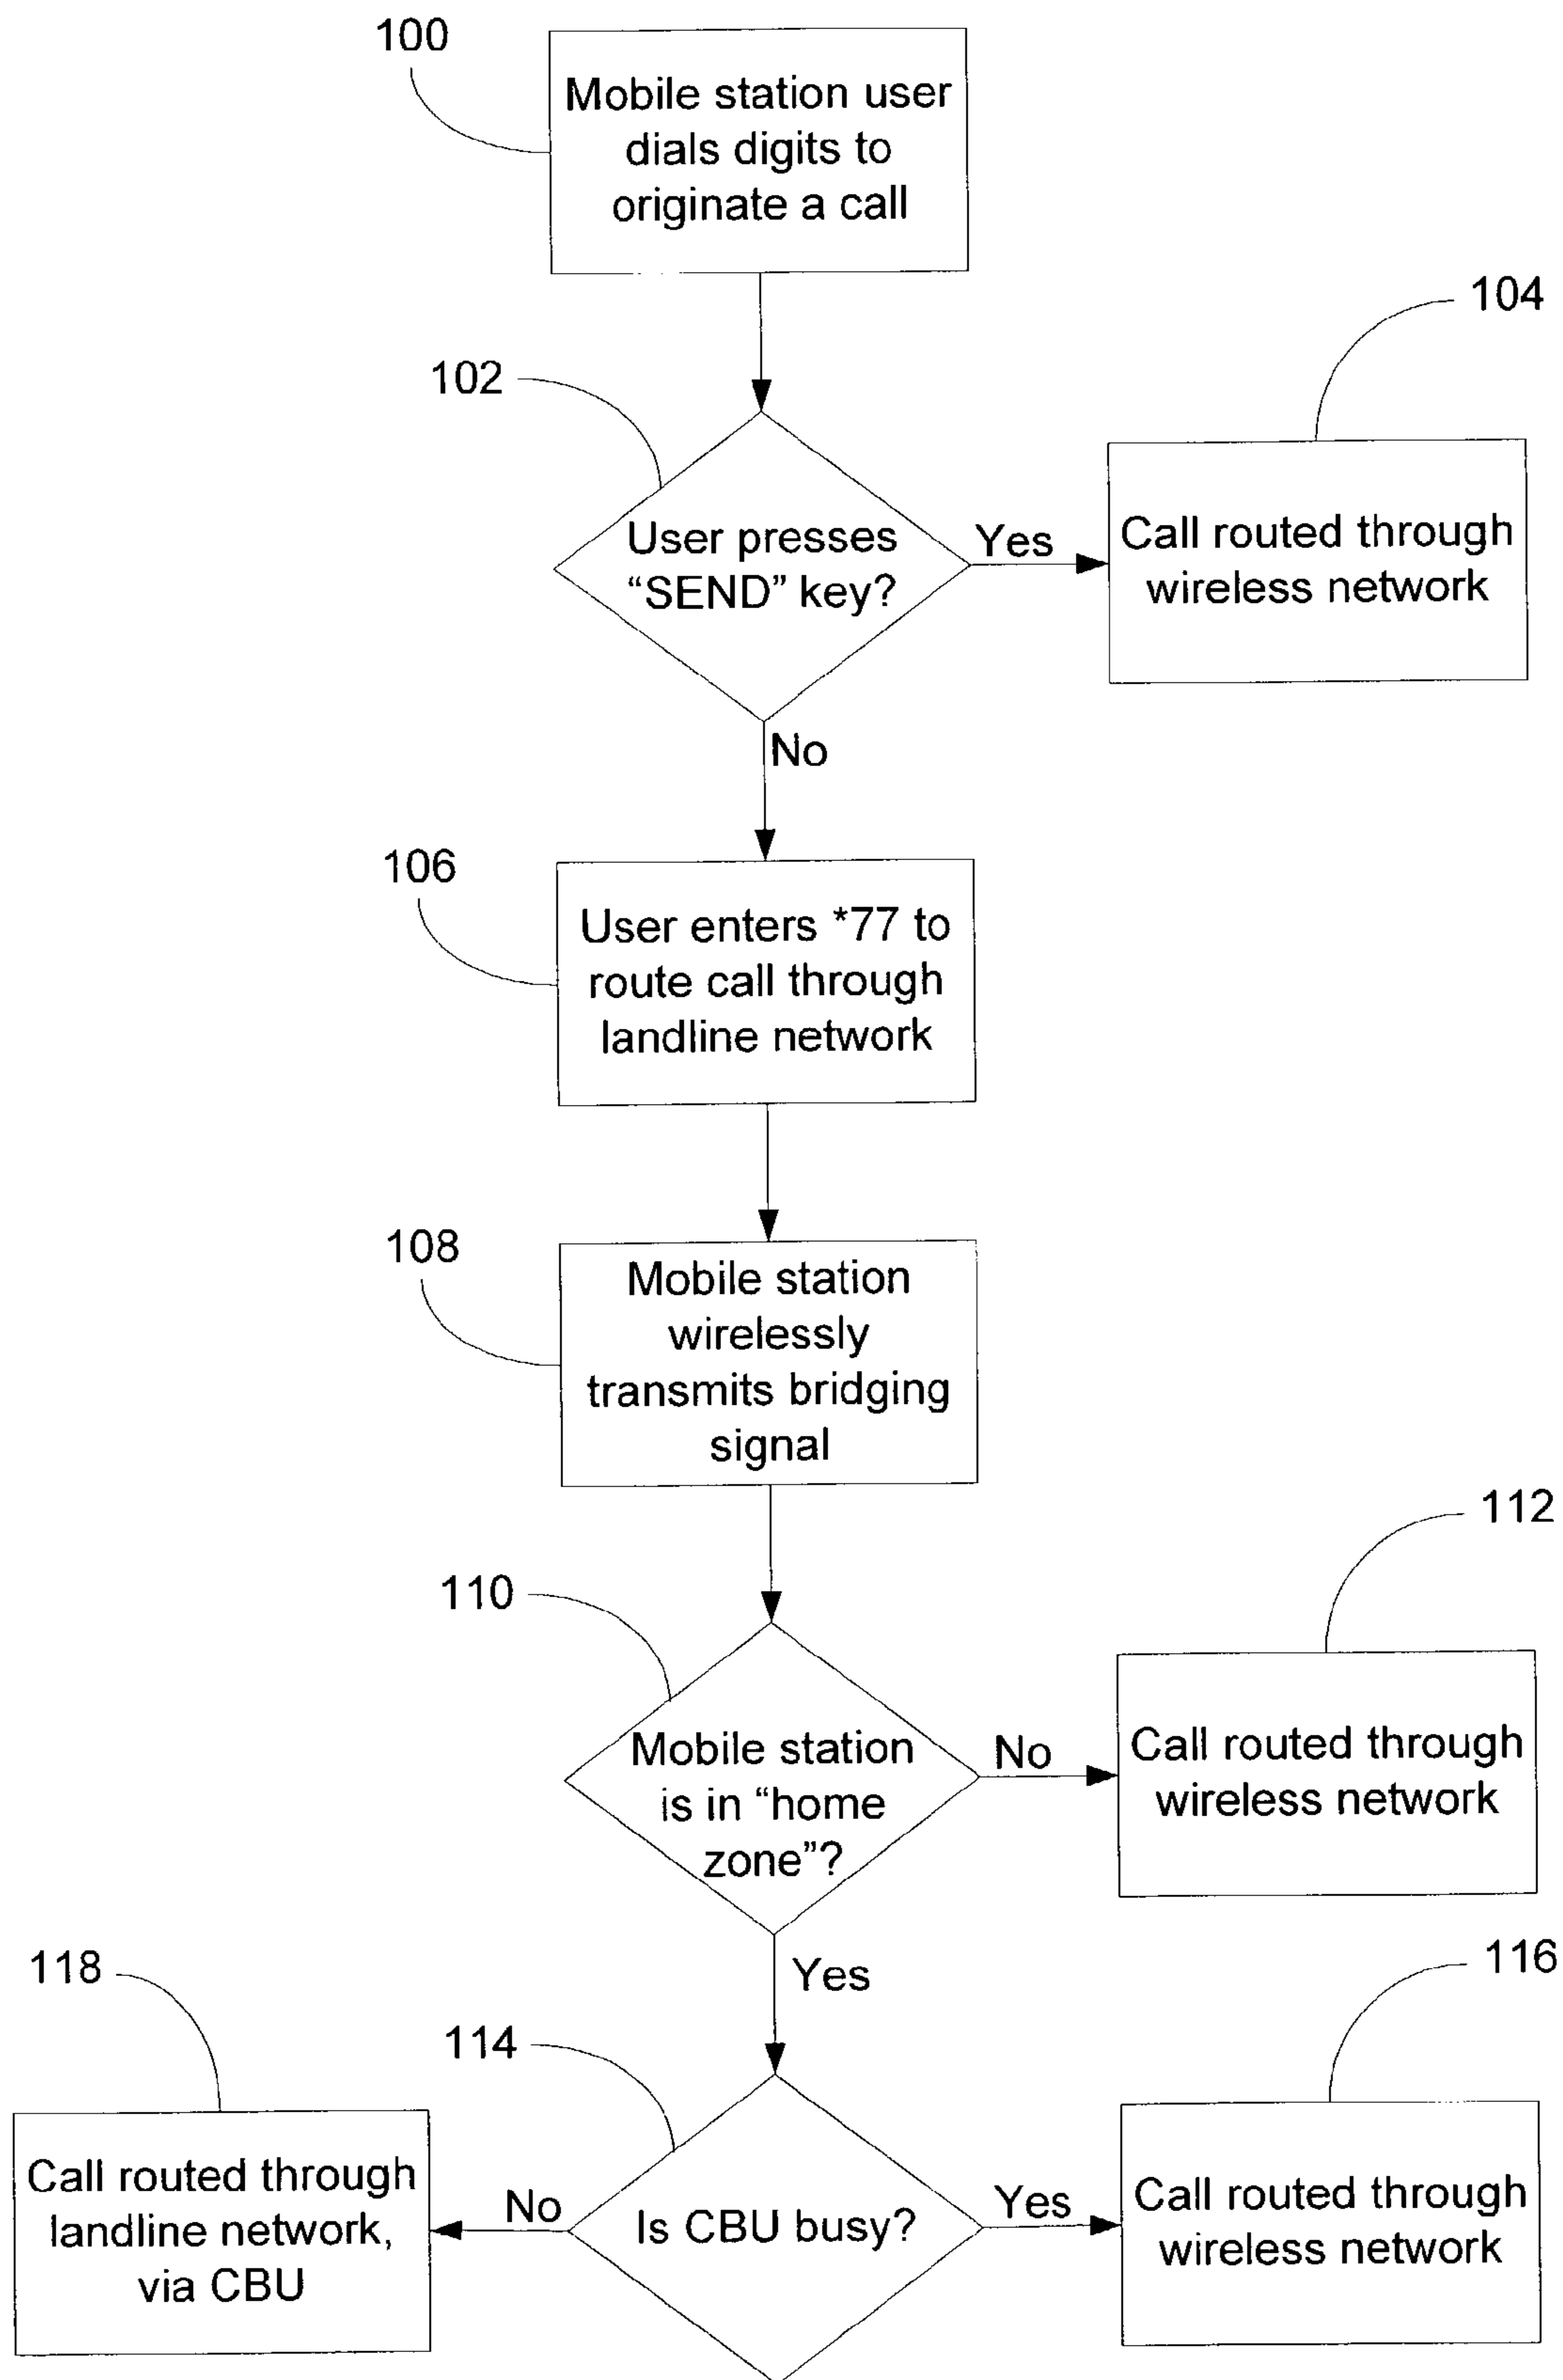 100
Mobile station user
dials digits to
originate a call
104
102
User presses
“SEND” key?
Yes
Call routed through
wireless network
No
106
User enters *77 to
route call through
landline network
108
Mobile station
wirelessly
transmits bridging
signal
112
110
Mobile station
is in “home
zone”?
No
Call routed through
wireless network
Yes
118
116
114
Call routed through
landline network,
via CBU
No
Is CBU busy?
Yes
Call routed through
wireless network